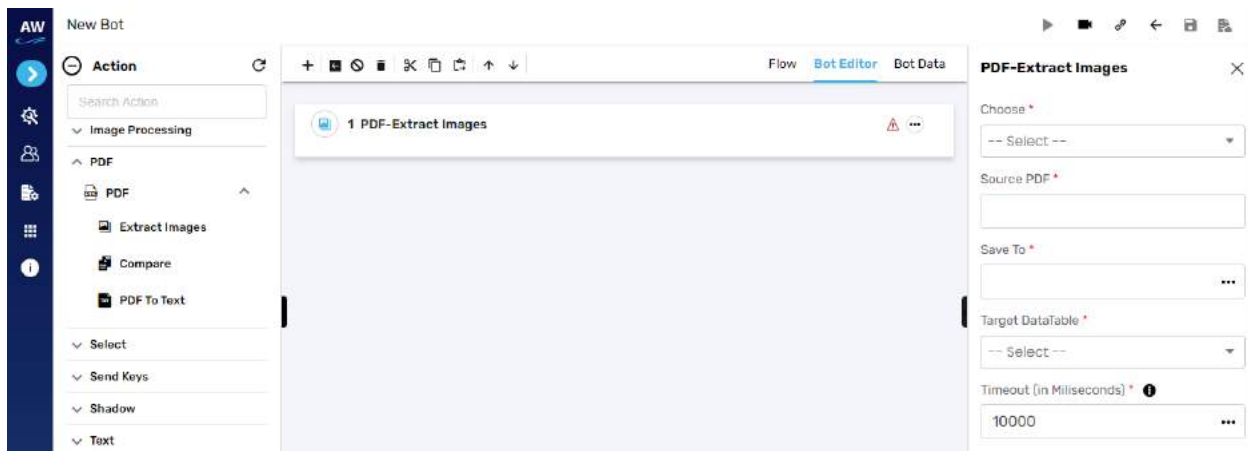 AW
New Bot
Action
Search Action
Image Processing
PDF
PDF
Extract Images
Compare
PDF To Text
Select
Send Keys
Shadow
Text
Flow Bot Editor Bot Data
1 PDF-Extract Images
PDF-Extract Images
Choose *
-- Select --
Source PDF *
Save To *
Target DataTable *
-- Select --
Timeout (in Miliseconds) *
10000